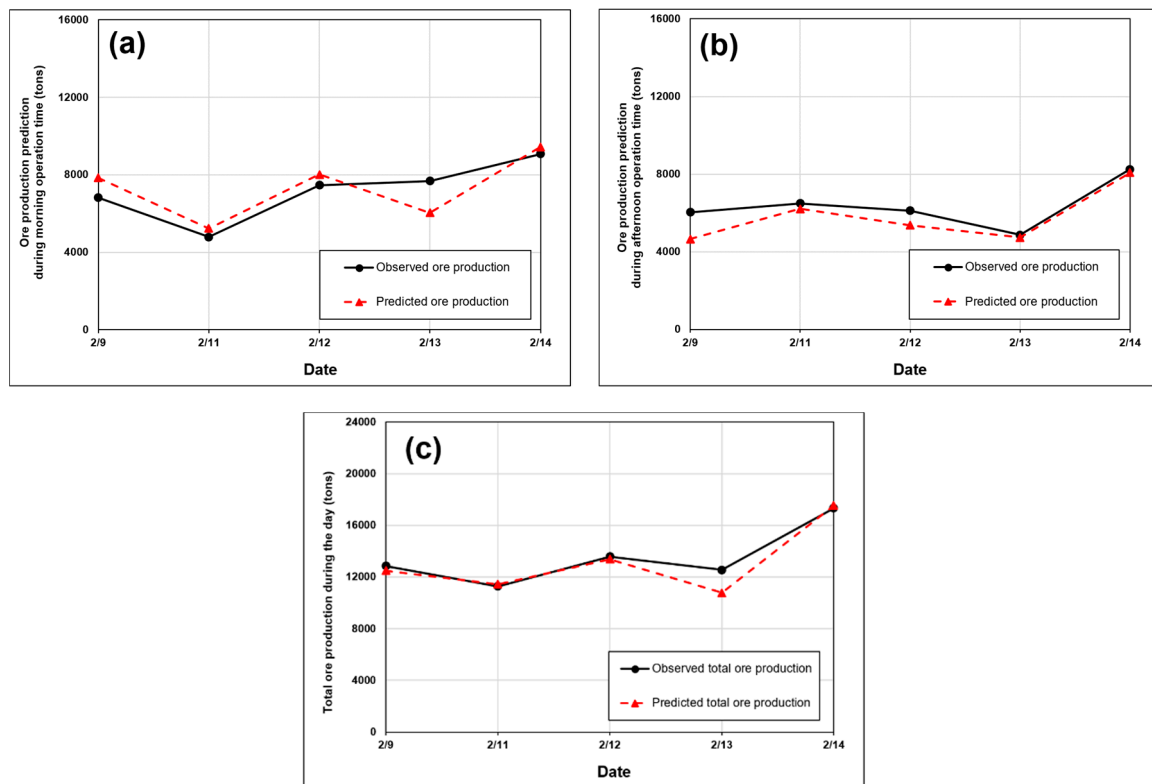 (a)
Ore production prediction
during morning operation time (tons)
16000
12000
8000
4000
0
Observed ore production
Predicted ore production
2/9 2/11 2/12 2/13 2/14
Date
(b)
Ore production prediction
during afternoon operation time (tons)
16000
12000
8000
4000
0
Observed ore production
Predicted ore production
2/9 2/11 2/12 2/13 2/14
Date
(c)
Total ore production during the day (tons)
24000
20000
16000
12000
8000
4000
0
Observed total ore production
Predicted total ore production
2/9 2/11 2/12 2/13 2/14
Date